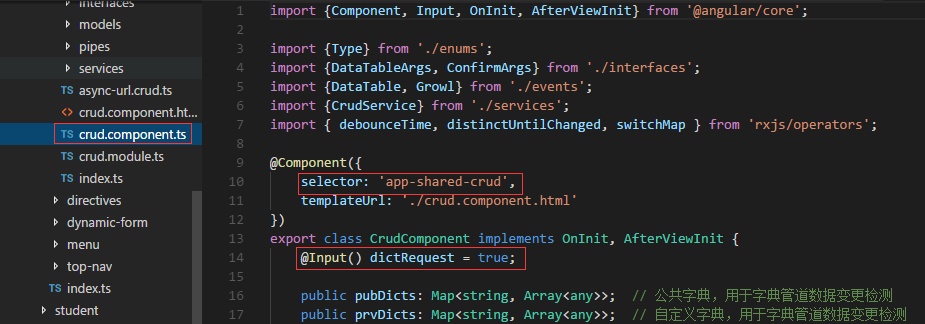 interfaces
models
pipes
services
TS async-url.crud.ts
<> crud.component.ht...
TS crud.component.ts
TS crud.module.ts
TS index.ts
directives
dynamic-form
menu
top-nav
TS index.ts
student
1 import {Component, Input, OnInit, AfterViewInit} from '@angular/core';
2
3 import {Type} from './enums';
4 import {DataTableArgs, ConfirmArgs} from './interfaces';
5 import {DataTable, Growl} from './events';
6 import {CrudService} from './services';
7 import { debounceTime, distinctUntilChanged, switchMap } from 'rxjs/operators';
8
9 @Component({
10 selector: 'app-shared-crud',
11 templateUrl: './crud.component.html'
12 })
13 export class CrudComponent implements OnInit, AfterViewInit {
14 @Input() dictRequest = true;
15
16 public pubDicts: Map<string, Array<any>>; // 公共字典，用于字典管道数据变更检测
17 public prvDicts: Map<string, Array<any>>; // 自定义字典，用于字典管道数据变更检测